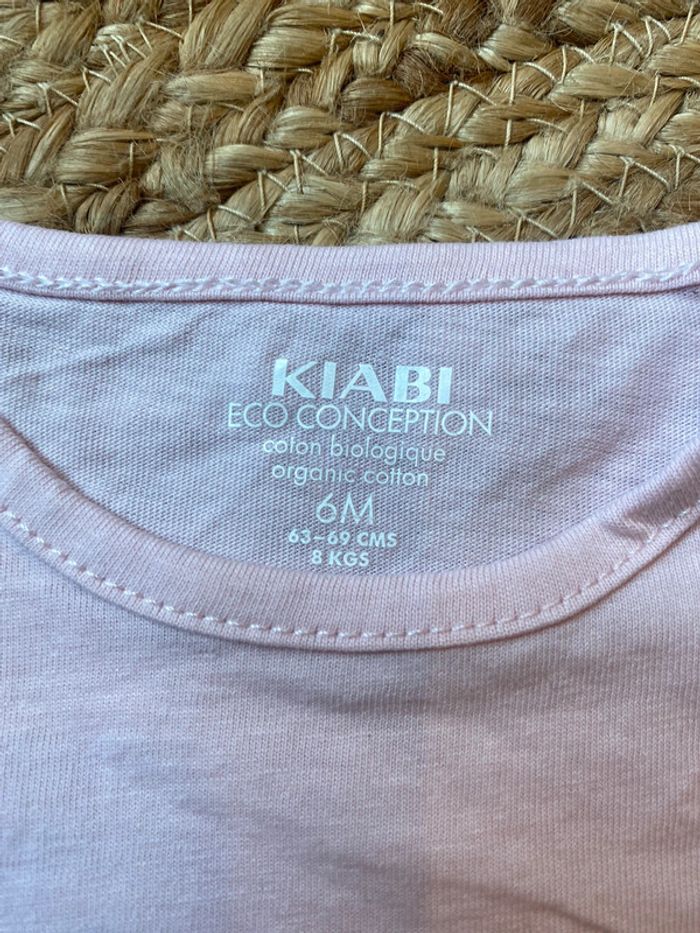 KIABI
ECO CONCEPTION
coton biologique
organic cotton
6M
63-69 CMS
8 KGS